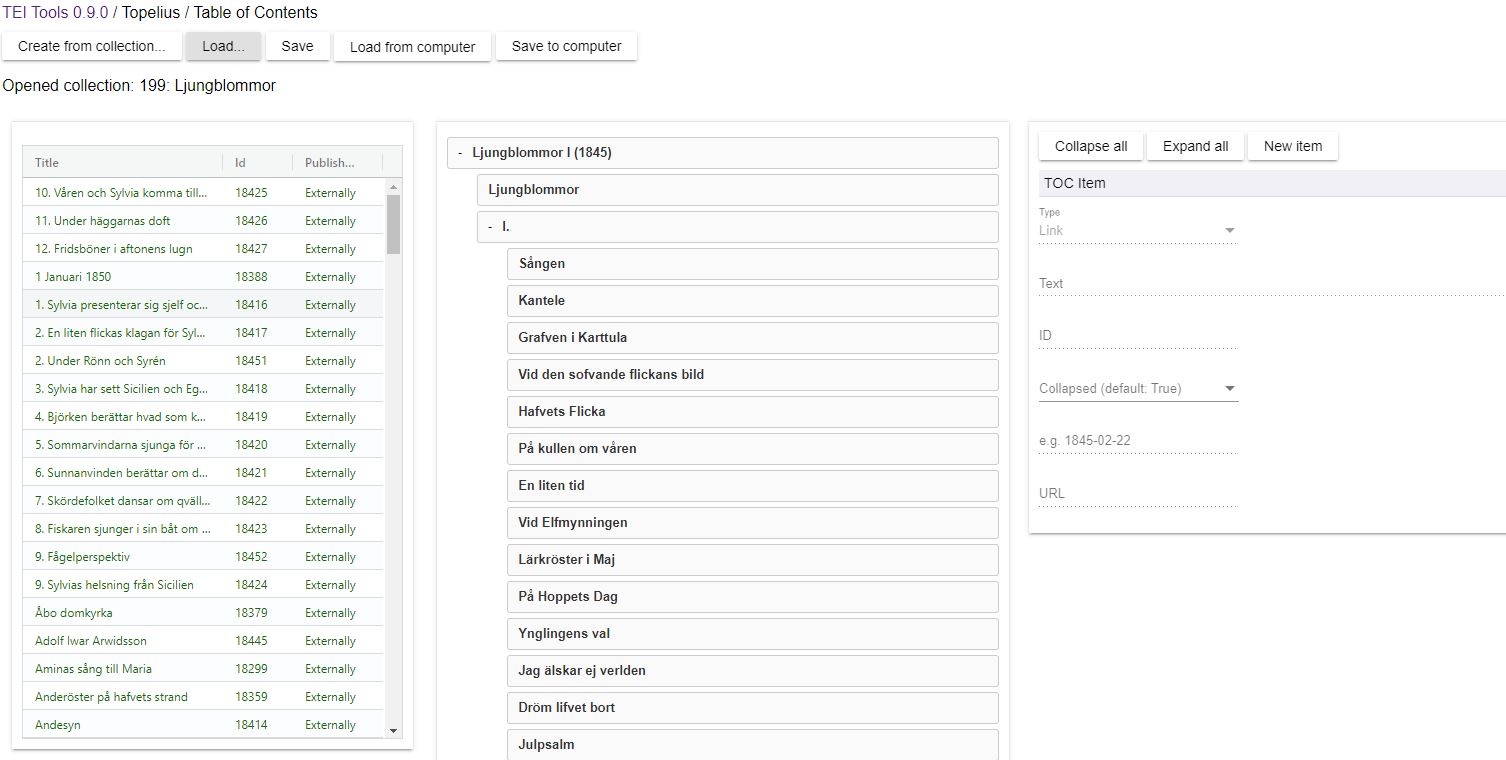 TEI Tools 0.9.0 / Topelius / Table of Contents
Create from collection... Load... Save Load from computer Save to computer
Opened collection: 199: Ljungblommor
Title Id Publish...
10. Våren och Sylvia komma till... 18425 Externally
11. Under häggarnas doft 18426 Externally
12. Fridsböner i aftonens lugn 18427 Externally
1 Januari 1850 18388 Externally
1. Sylvia presenterar sig sjelf oc... 18416 Externally
2. En liten flickas klagan för Syl... 18417 Externally
2. Under Rönn och Syrén 18451 Externally
3. Sylvia har sett Sicilien och Eg... 18418 Externally
4. Björken berättar hvad som k... 18419 Externally
5. Sommarvindarna sjunga för ... 18420 Externally
6. Sunnanvinden berättar om d... 18421 Externally
7. Skördefolket dansar om qväll... 18422 Externally
8. Fiskaren sjunger i sin båt om ... 18423 Externally
9. Fågelperspektiv 18452 Externally
9. Sylvias helsning från Sicilien 18424 Externally
Åbo domkyrka 18379 Externally
Adolf Iwar Arwidsson 18445 Externally
Aminas sång till Maria 18299 Externally
Anderöster på hafvets strand 18359 Externally
Andesyn 18414 Externally
- Ljungblommor I (1845)
Ljungblommor
- I.
Sången
Kantele
Grafven i Karttula
Vid den sofvande flickans bild
Hafvets Flicka
På kullen om våren
En liten tid
Vid Elfmynningen
Lärkröster i Maj
På Hoppets Dag
Ynglingens val
Jag älskar ej verlden
Dröm lifvet bort
Julpsalm
Collapse all Expand all New item
TOC Item
Type
Link
Text
ID
Collapsed (default: True)
e.g. 1845-02-22
URL